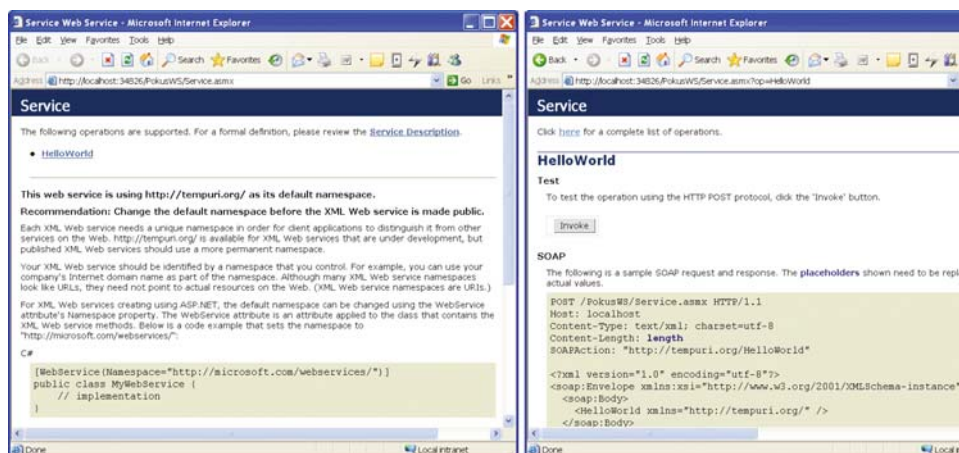 Service Web Service - Microsoft Internet Explorer
File Edit View Favorites Tools Help
Back Search Favorites
Address http://localhost:34826/PokusWS/Service.asmx Go Links
Service
The following operations are supported. For a formal definition, please review the Service Description.
• HelloWorld
This web service is using http://tempuri.org/ as its default namespace.
Recommendation: Change the default namespace before the XML Web service is made public.
Each XML Web service needs a unique namespace in order for client applications to distinguish it from other
services on the Web. http://tempuri.org/ is available for XML Web services that are under development, but
published XML Web services should use a more permanent namespace.
Your XML Web service should be identified by a namespace that you control. For example, you can use your
company's Internet domain name as part of the namespace. Although many XML Web service namespaces
look like URLs, they need not point to actual resources on the Web. (XML Web service namespaces are URIs.)
For XML Web services creating using ASP.NET, the default namespace can be changed using the WebService
attribute's Namespace property. The WebService attribute is an attribute applied to the class that contains the
XML Web service methods. Below is a code example that sets the namespace to
"http://microsoft.com/webservices/":
C#
[WebService(Namespace="http://microsoft.com/webservices/")]
public class MyWebService {
// implementation
}
Done Local intranet
Service Web Service - Microsoft Internet Explorer
File Edit View Favorites Tools Help
Back Search Favorites
Address http://localhost:34826/PokusWS/Service.asmx?op=HelloWorld
Service
Click here for a complete list of operations.
HelloWorld
Test
To test the operation using the HTTP POST protocol, click the 'Invoke' button.
Invoke
SOAP
The following is a sample SOAP request and response. The placeholders shown need to be repl
actual values.
POST /PokusWS/Service.asmx HTTP/1.1
Host: localhost
Content-Type: text/xml; charset=utf-8
Content-Length: length
SOAPAction: "http://tempuri.org/HelloWorld"
<?xml version="1.0" encoding="utf-8"?>
<soap:Envelope xmlns:xsi="http://www.w3.org/2001/XMLSchema-instance"
<soap:Body>
<HelloWorld xmlns="http://tempuri.org/" />
</soap:Body>
Done Local i